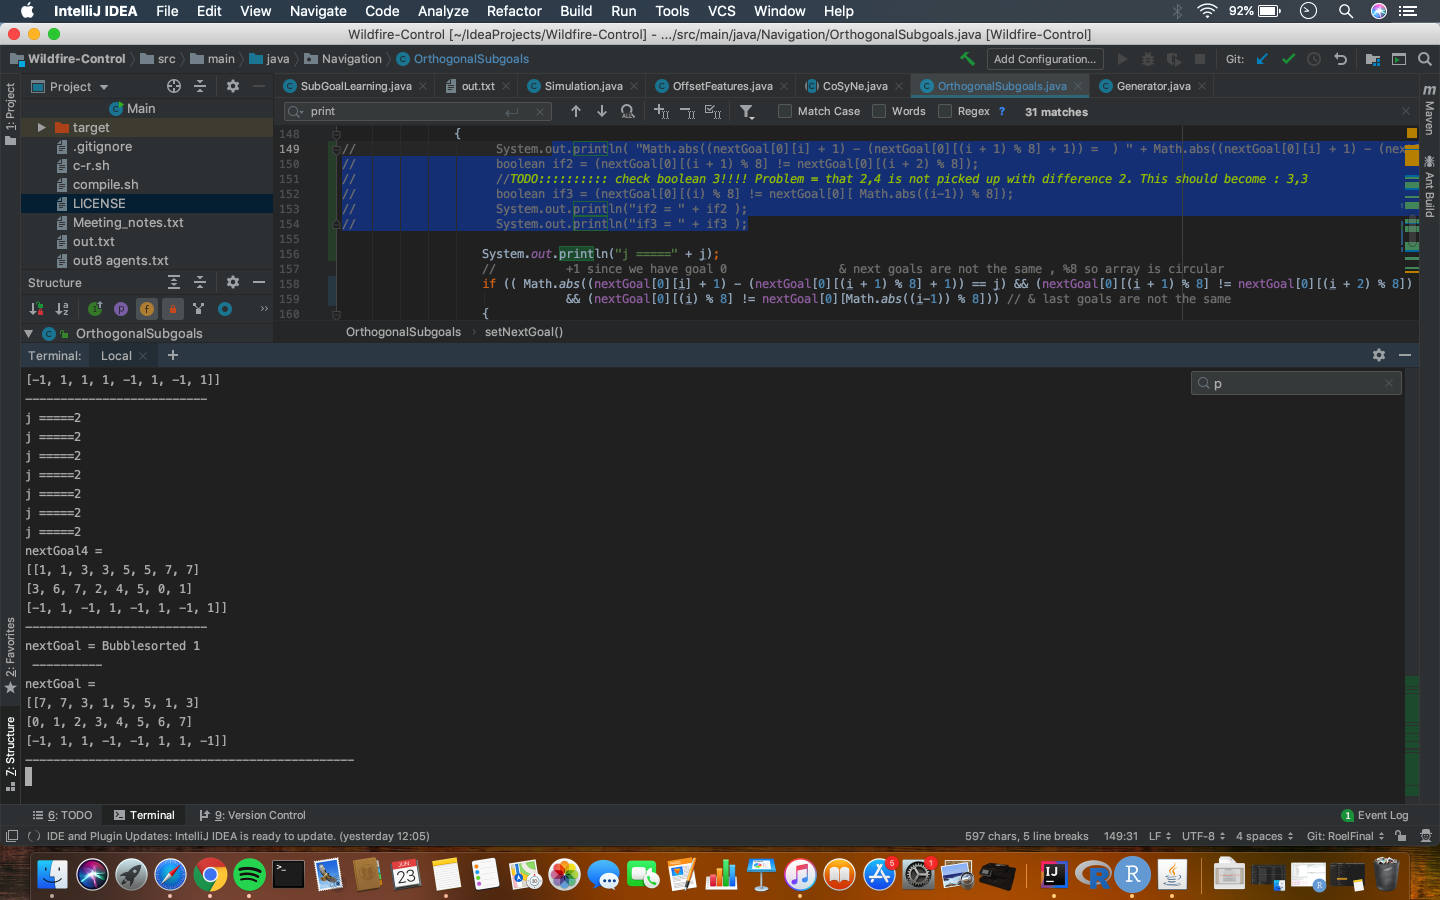 IntelliJ IDEA File Edit View Navigate Code Analyze Refactor Build Run Tools VCS Window Help 92%
Wildfire-Control [~/IdeaProjects/Wildfire-Control] - .../src/main/java/Navigation/OrthogonalSubgoals.java [Wildfire-Control]
Wildfire-Control src main java Navigation OrthogonalSubgoals Add Configuration... Git:
1: Project
Project
SubGoalLearning.java out.txt Simulation.java OffsetFeatures.java CoSyNe.java OrthogonalSubgoals.java Generator.java
Main
target
.gitignore
c-r.sh
compile.sh
LICENSE
Meeting_notes.txt
out.txt
out8 agents.txt
print Match Case Words Regex ? 31 matches
148 {
149 // System.out.println( "Math.abs((nextGoal[0][i] + 1) - (nextGoal[0][(i + 1) % 8] + 1)) = ) " + Math.abs((nextGoal[0][i] + 1) - (nex
150 // boolean if2 = (nextGoal[0][(i + 1) % 8] != nextGoal[0][(i + 2) % 8]);
151 // //TODO:::::::::: check boolean 3!!!! Problem = that 2,4 is not picked up with difference 2. This should become : 3,3
152 // boolean if3 = (nextGoal[0][(i) % 8] != nextGoal[0][ Math.abs((i-1)) % 8]);
153 // System.out.println("if2 = " + if2 );
154 // System.out.println("if3 = " + if3 );
155
156 System.out.println("j =====" + j);
157 // +1 since we have goal 0 & next goals are not the same , %8 so array is circular
158 if (( Math.abs((nextGoal[0][i] + 1) - (nextGoal[0][(i + 1) % 8] + 1)) == j) && (nextGoal[0][(i + 1) % 8] != nextGoal[0][(i + 2) % 8])
159 && (nextGoal[0][(i) % 8] != nextGoal[0][Math.abs((i-1)) % 8])) // & last goals are not the same
160 {
Maven
Ant Build
Structure
OrthogonalSubgoals
OrthogonalSubgoals setNextGoal()
Terminal: Local +
p
[-1, 1, 1, 1, -1, 1, -1, 1]]
--------------------------
j =====2
j =====2
j =====2
j =====2
j =====2
j =====2
j =====2
nextGoal4 =
[[1, 1, 3, 3, 5, 5, 7, 7]
[3, 6, 7, 2, 4, 5, 0, 1]
[-1, 1, -1, 1, -1, 1, -1, 1]]
--------------------------
nextGoal = Bubblesorted 1
----------
nextGoal =
[[7, 7, 3, 1, 5, 5, 1, 3]
[0, 1, 2, 3, 4, 5, 6, 7]
[-1, 1, 1, -1, -1, 1, 1, -1]]
-----------------------------------------------
2: Favorites
Z: Structure
6: TODO Terminal 9: Version Control 1 Event Log
IDE and Plugin Updates: IntelliJ IDEA is ready to update. (yesterday 12:05) 597 chars, 5 line breaks 149:31 LF UTF-8 4 spaces Git: RoelFinal
JUN 23 6 1 IJ R R